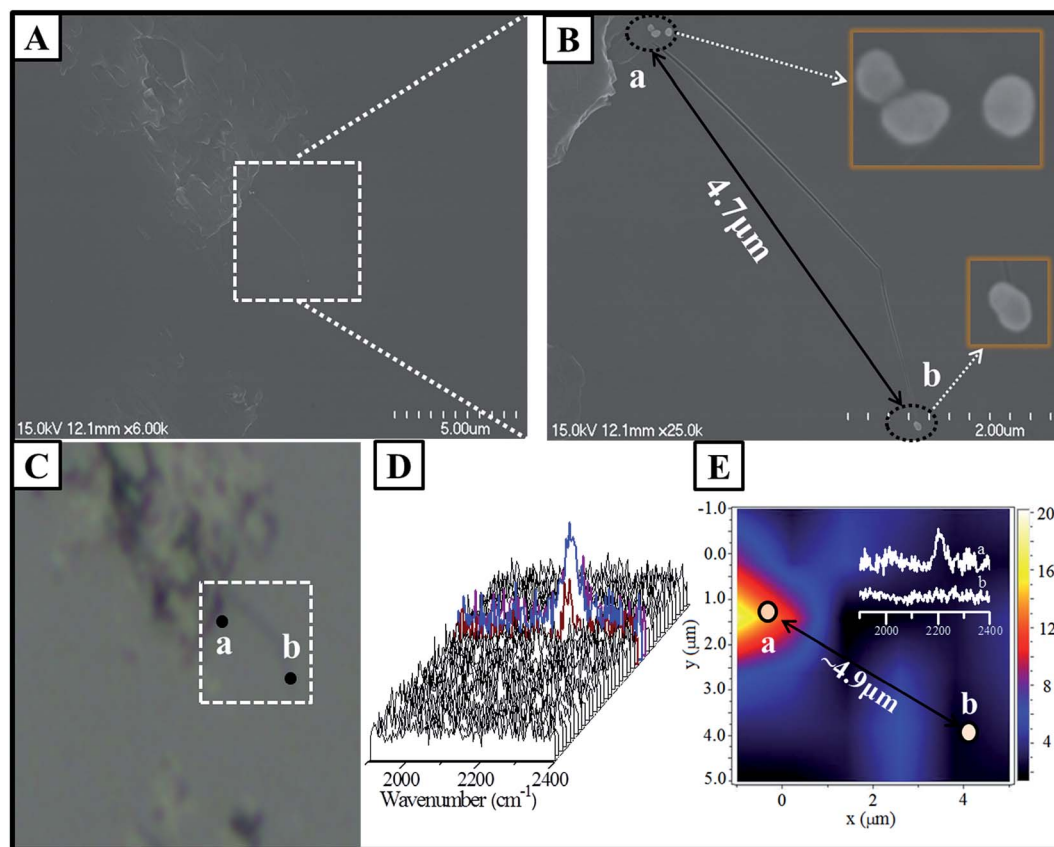 A
15.0kV 12.1mm x6.00k
5.00um
B
a
4.7µm
b
15.0kV 12.1mm x25.0k
2.00um
C
a
b
D
2000
2200
2400
Wavenumber (cm-1)
E
-1.0
0.0
1.0
2.0
3.0
4.0
5.0
y (µm)
0
2
4
x (µm)
a
b
~4.9µm
a
b
2000
2200
2400
20
16
12
8
4